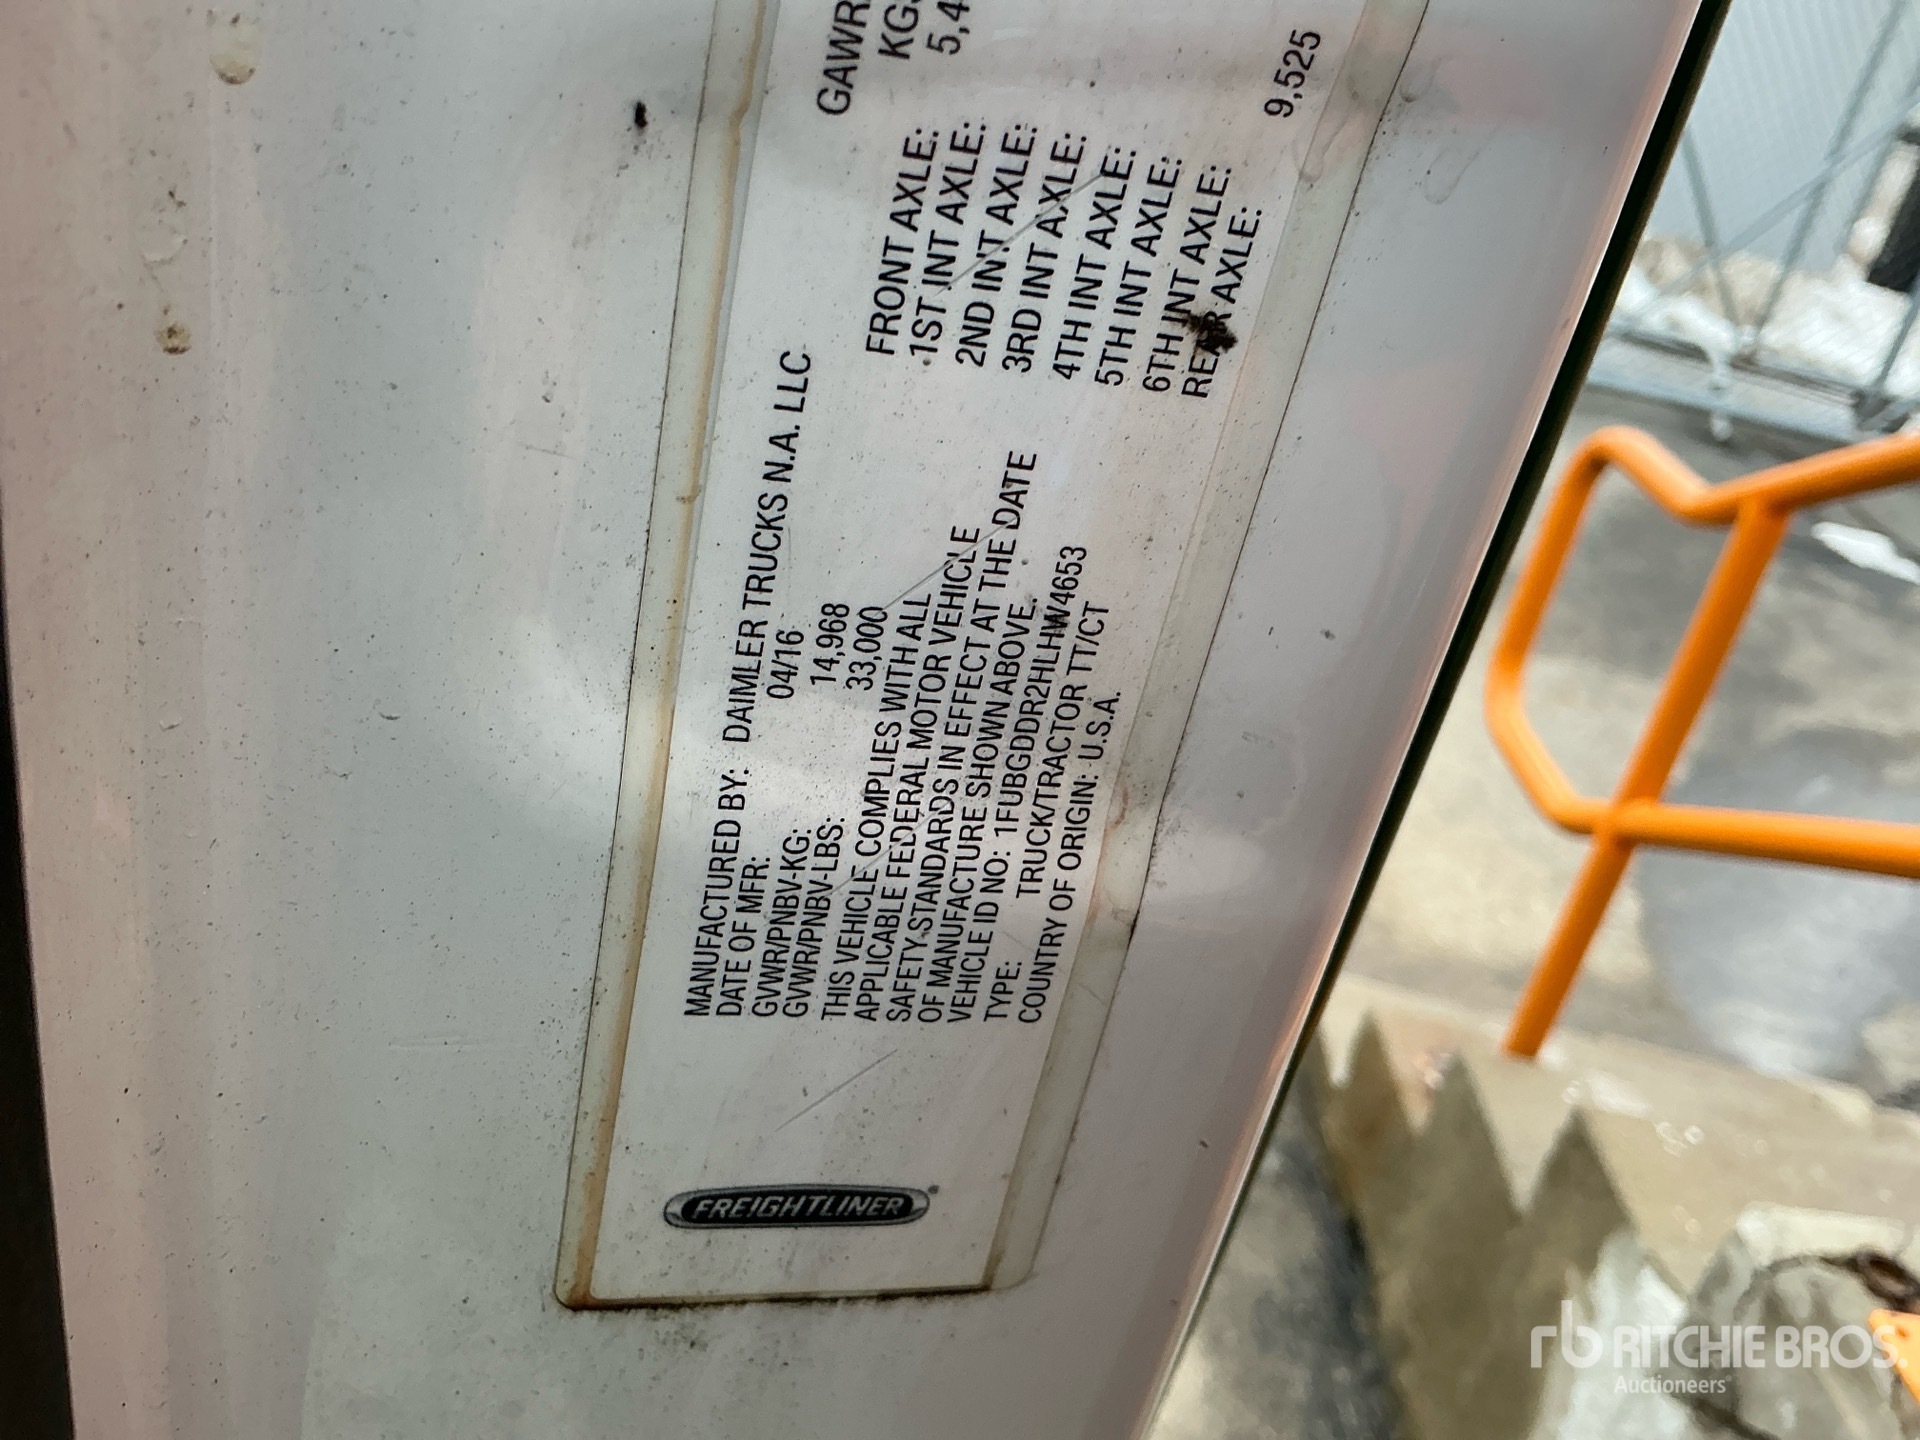 FREIGHTLINER®
MANUFACTURED BY: DAIMLER TRUCKS N.A. LLC
DATE OF MFR: 04/16
GVWR/PNBV-KG: 14,968
GVWR/PNBV-LBS: 33,000
THIS VEHICLE COMPLIES WITH ALL
APPLICABLE FEDERAL MOTOR VEHICLE
SAFETY STANDARDS IN EFFECT AT THE DATE
OF MANUFACTURE SHOWN ABOVE.
VEHICLE ID NO: 1FUBGDDR2HLHW4653
TYPE: TRUCK/TRACTOR TT/CT
COUNTRY OF ORIGIN: U.S.A.
GAWR
KG
FRONT AXLE: 5,4
1ST INT AXLE:
2ND INT AXLE:
3RD INT AXLE:
4TH INT AXLE:
5TH INT AXLE:
6TH INT AXLE:
REAR AXLE: 9,525
rb RITCHIE BROS.
Auctioneers